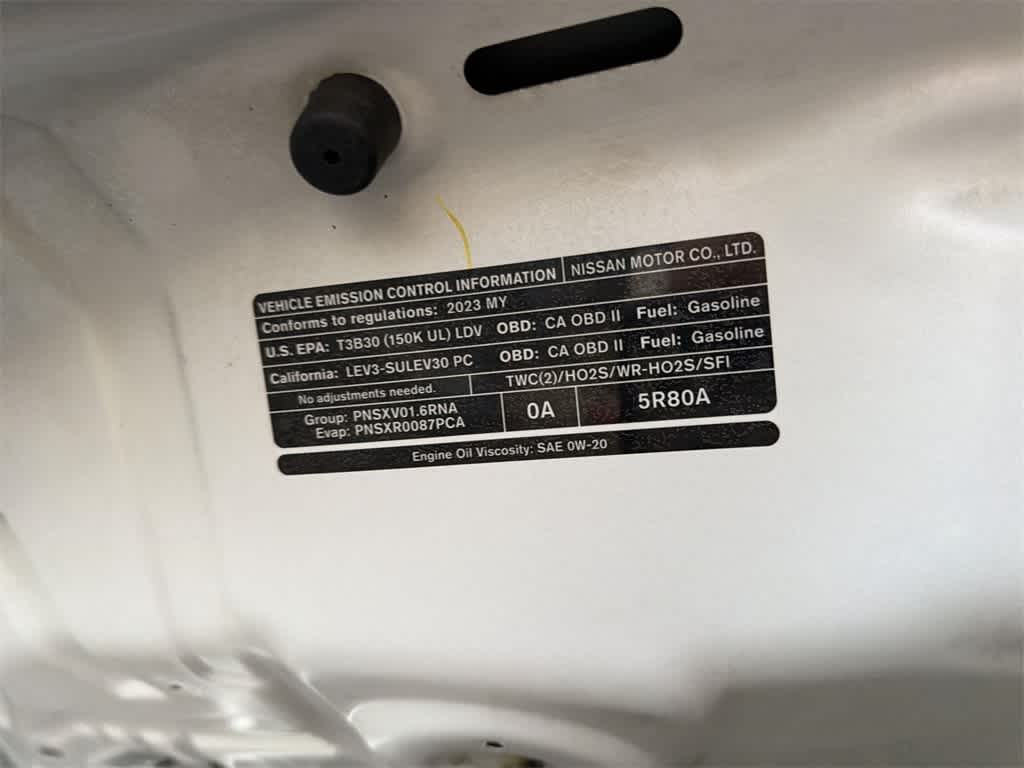 VEHICLE EMISSION CONTROL INFORMATION NISSAN MOTOR CO., LTD.
Conforms to regulations: 2023 MY
U.S. EPA: T3B30 (150K UL) LDV OBD: CA OBD II Fuel: Gasoline
California: LEV3-SULEV30 PC OBD: CA OBD II Fuel: Gasoline
No adjustments needed. TWC(2)/HO2S/WR-HO2S/SFI
Group: PNSXV01.6RNA
Evap: PNSXR0087PCA
0A
5R80A
Engine Oil Viscosity: SAE 0W-20